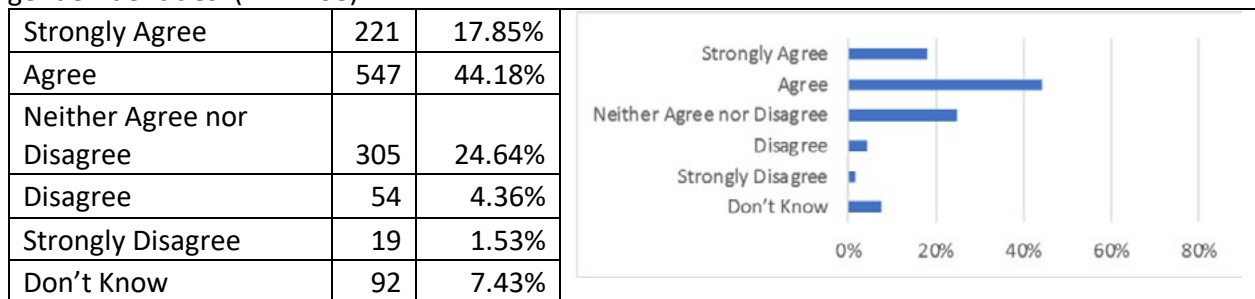 Strongly Agree 221 17.85%
Agree 547 44.18%
Neither Agree nor
Disagree 305 24.64%
Disagree 54 4.36%
Strongly Disagree 19 1.53%
Don't Know 92 7.43%
Strongly Agree
Agree
Neither Agree nor Disagree
Disagree
Strongly Disagree
Don't Know
0% 20% 40% 60% 80%